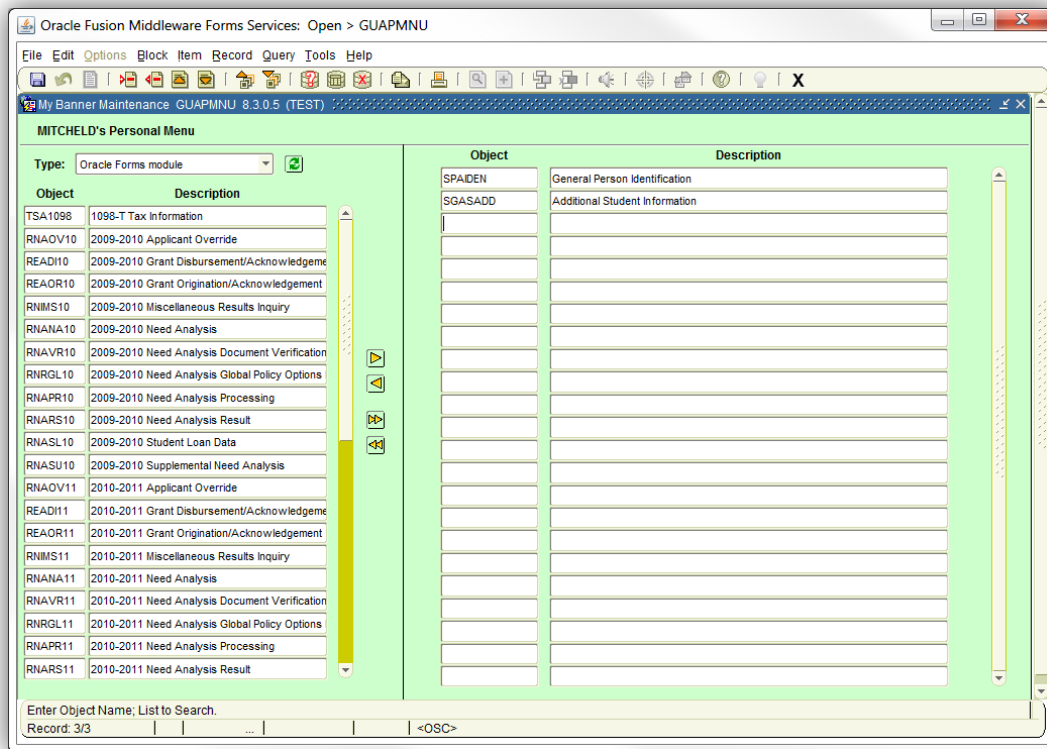 Oracle Fusion Middleware Forms Services: Open > GUAPMNU
File Edit Options Block Item Record Query Tools Help
My Banner Maintenance GUAPMNU 8.3.0.5 (TEST)
MITCHELD's Personal Menu
Type: Oracle Forms module
Object Description
TSA1098 1098-T Tax Information
RNAOV10 2009-2010 Applicant Override
READI10 2009-2010 Grant Disbursement/Acknowledgeme
REAOR10 2009-2010 Grant Origination/Acknowledgement
RNIMS10 2009-2010 Miscellaneous Results Inquiry
RNANA10 2009-2010 Need Analysis
RNAVR10 2009-2010 Need Analysis Document Verification
RNRGL10 2009-2010 Need Analysis Global Policy Options
RNAPR10 2009-2010 Need Analysis Processing
RNARS10 2009-2010 Need Analysis Result
RNASL10 2009-2010 Student Loan Data
RNASU10 2009-2010 Supplemental Need Analysis
RNAOV11 2010-2011 Applicant Override
READI11 2010-2011 Grant Disbursement/Acknowledgeme
REAOR11 2010-2011 Grant Origination/Acknowledgement
RNIMS11 2010-2011 Miscellaneous Results Inquiry
RNANA11 2010-2011 Need Analysis
RNAVR11 2010-2011 Need Analysis Document Verification
RNRGL11 2010-2011 Need Analysis Global Policy Options
RNAPR11 2010-2011 Need Analysis Processing
RNARS11 2010-2011 Need Analysis Result
Object Description
SPAIDEN General Person Identification
SGASADD Additional Student Information
Enter Object Name; List to Search.
Record: 3/3 ... <OSC>